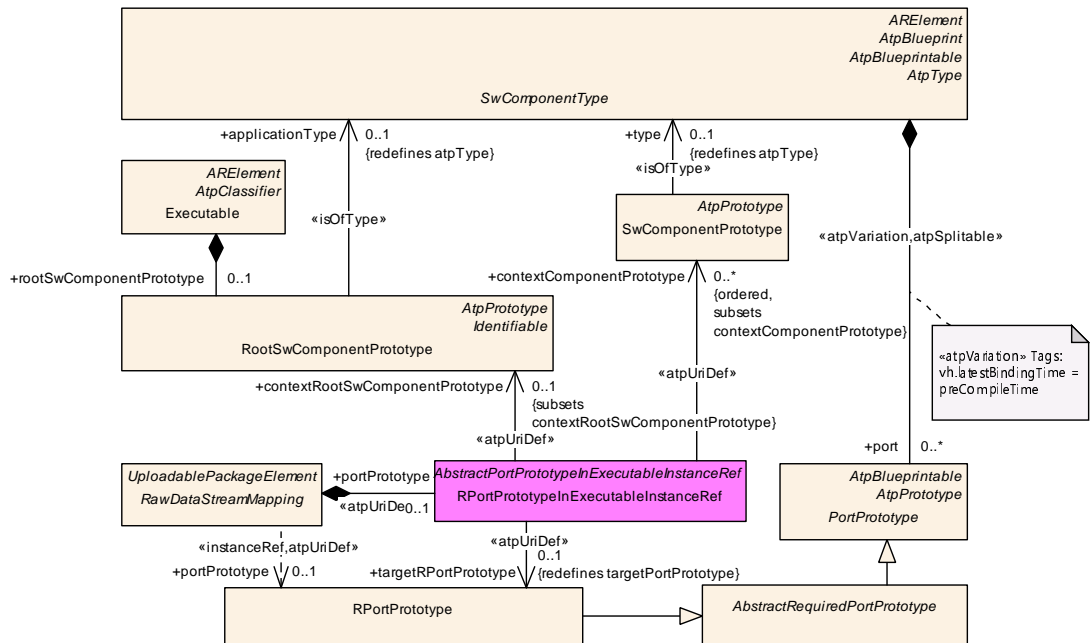 ARElement
AtpBlueprint
AtpBlueprintable
AtpType
SwComponentType
+applicationType
0..1
{redefines atpType}
+type
0..1
{redefines atpType}
«isOfType»
ARElement
AtpClassifier
Executable
«isOfType»
AtpPrototype
SwComponentPrototype
«atpVariation,atpSplitable»
+rootSwComponentPrototype
0..1
+contextComponentPrototype
0..*
{ordered,
subsets
contextComponentPrototype}
AtpPrototype
Identifiable
RootSwComponentPrototype
«atpVariation» Tags:
vh.latestBindingTime =
preCompileTime
+contextRootSwComponentPrototype
0..1
{subsets
contextRootSwComponentPrototype}
«atpUriDef»
«atpUriDef»
+port
0..*
UploadablePackageElement
RawDataStreamMapping
+portPrototype
«atpUriDe
0..1
AbstractPortPrototypeInExecutableInstanceRef
RPortPrototypeInExecutableInstanceRef
AtpBlueprintable
AtpPrototype
PortPrototype
«instanceRef,atpUriDef»
+portPrototype
0..1
«atpUriDef»
0..1
+targetRPortPrototype
{redefines targetPortPrototype}
RPortPrototype
AbstractRequiredPortPrototype